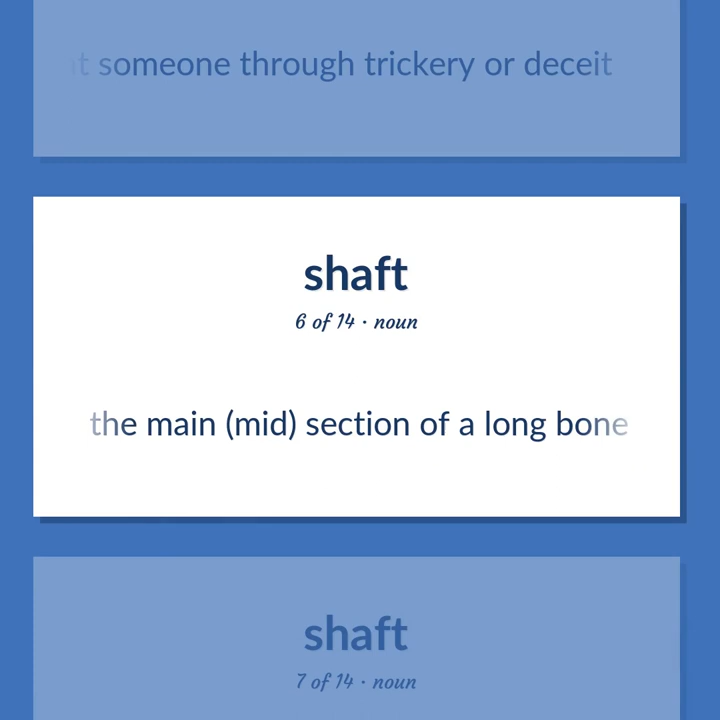 someone through trickery or deceit
shaft
6 of 14 · noun
the main (mid) section of a long bone
shaft
7 of 14 · noun